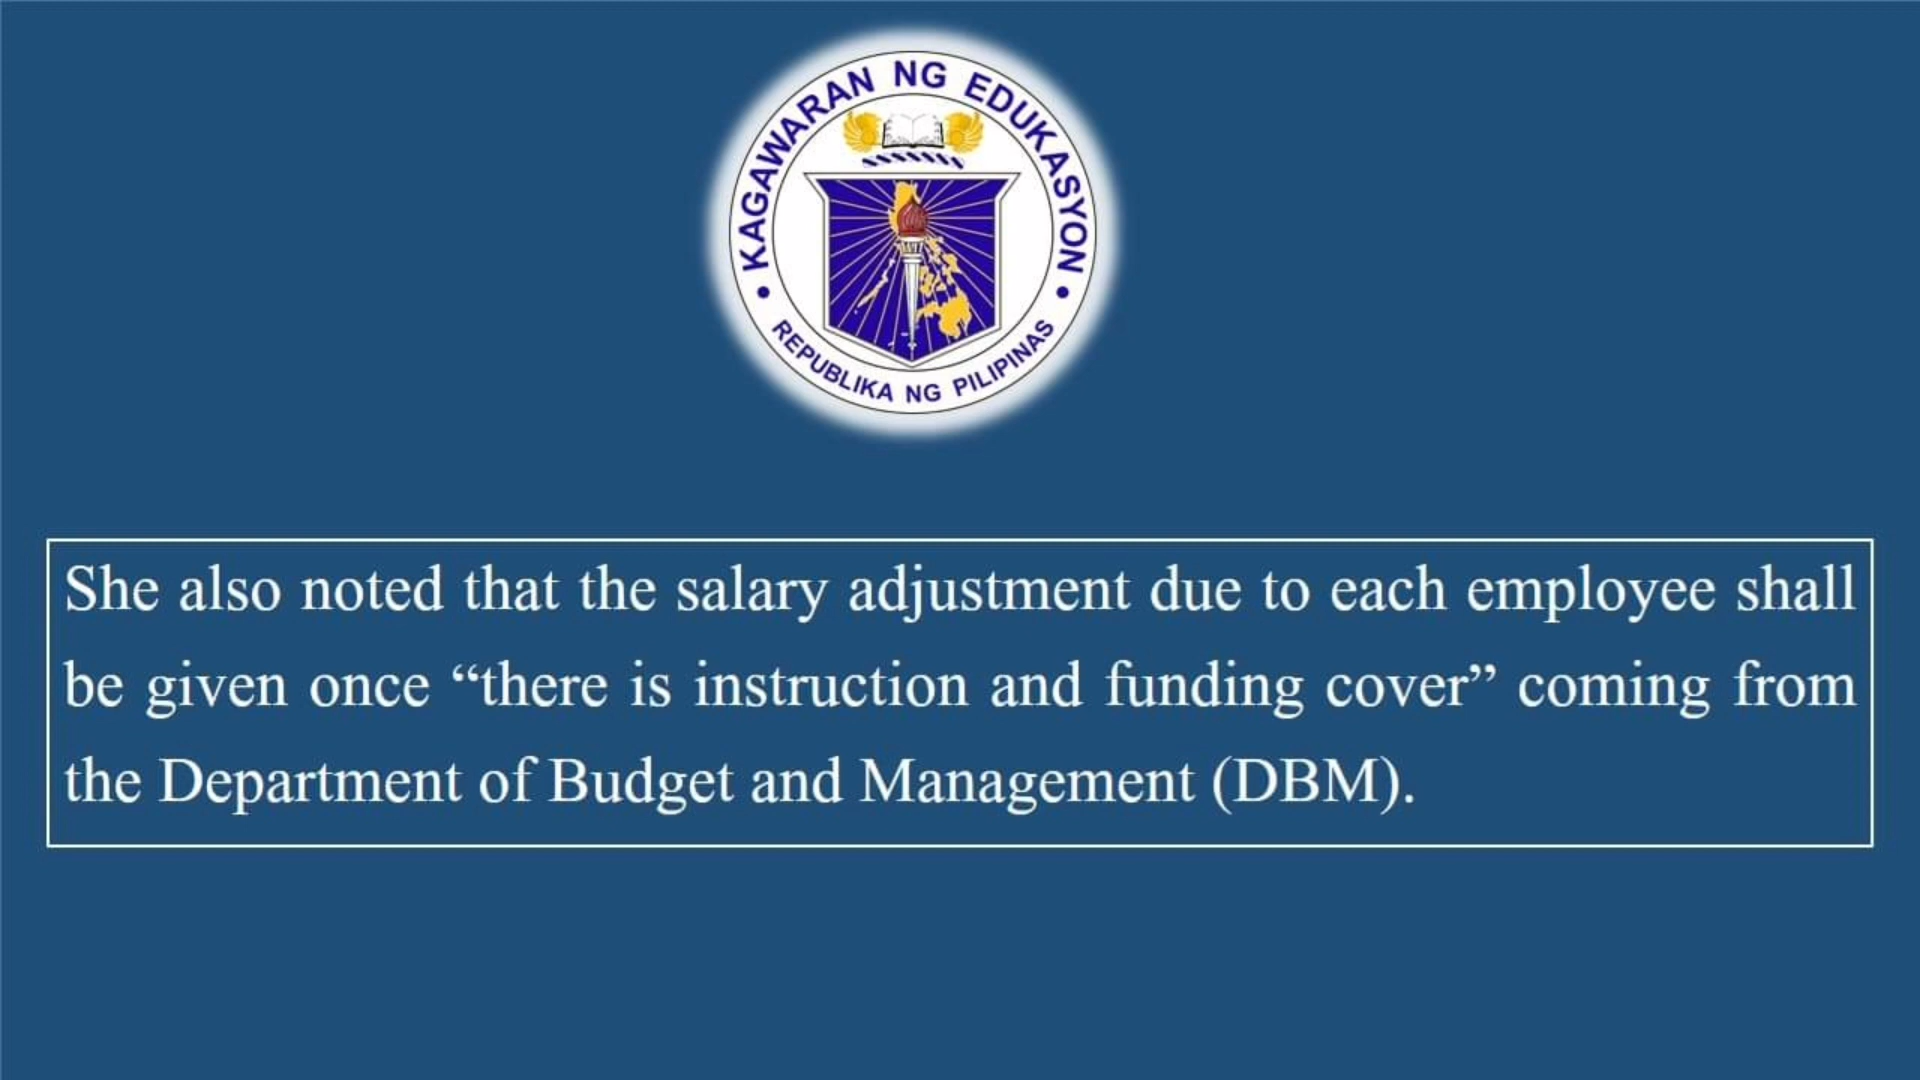 KAGAWARAN NG EDUKASYON
REPUBLIKA NG PILIPINAS
She also noted that the salary adjustment due to each employee shall
be given once “there is instruction and funding cover” coming from
the Department of Budget and Management (DBM).